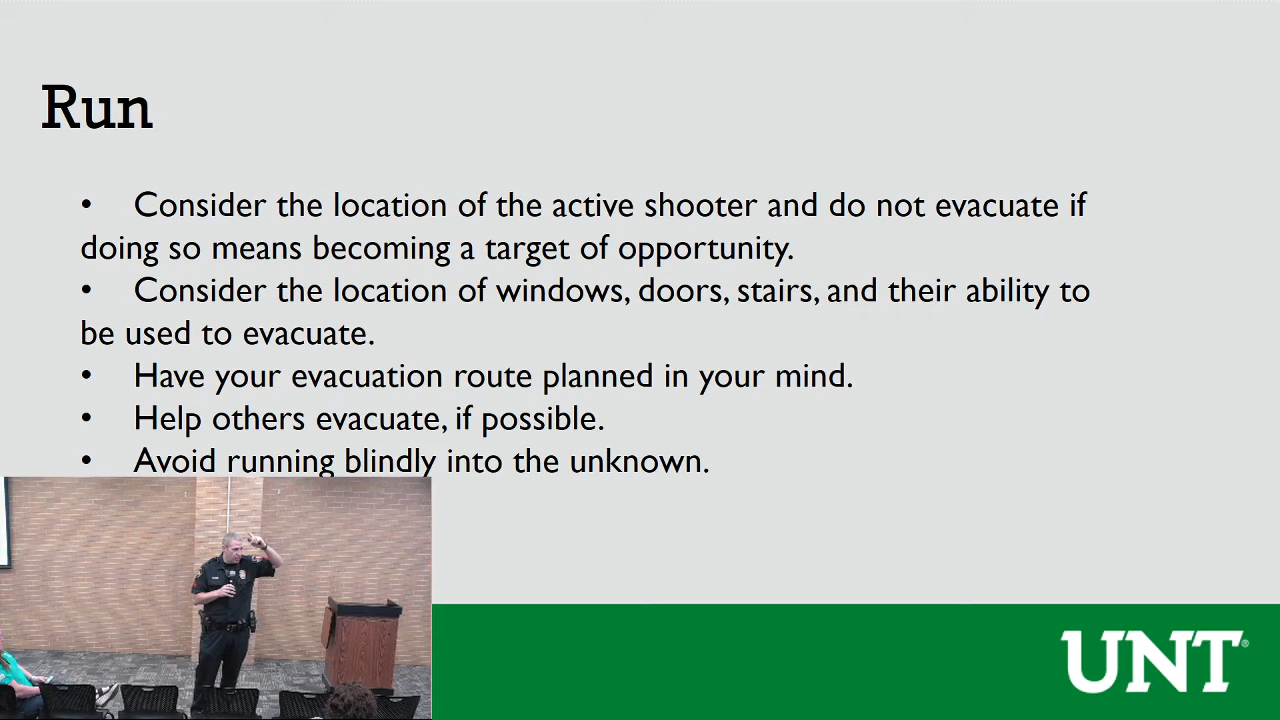 Run
• Consider the location of the active shooter and do not evacuate if
doing so means becoming a target of opportunity.
• Consider the location of windows, doors, stairs, and their ability to
be used to evacuate.
• Have your evacuation route planned in your mind.
• Help others evacuate, if possible.
• Avoid running blindly into the unknown.
UNT®